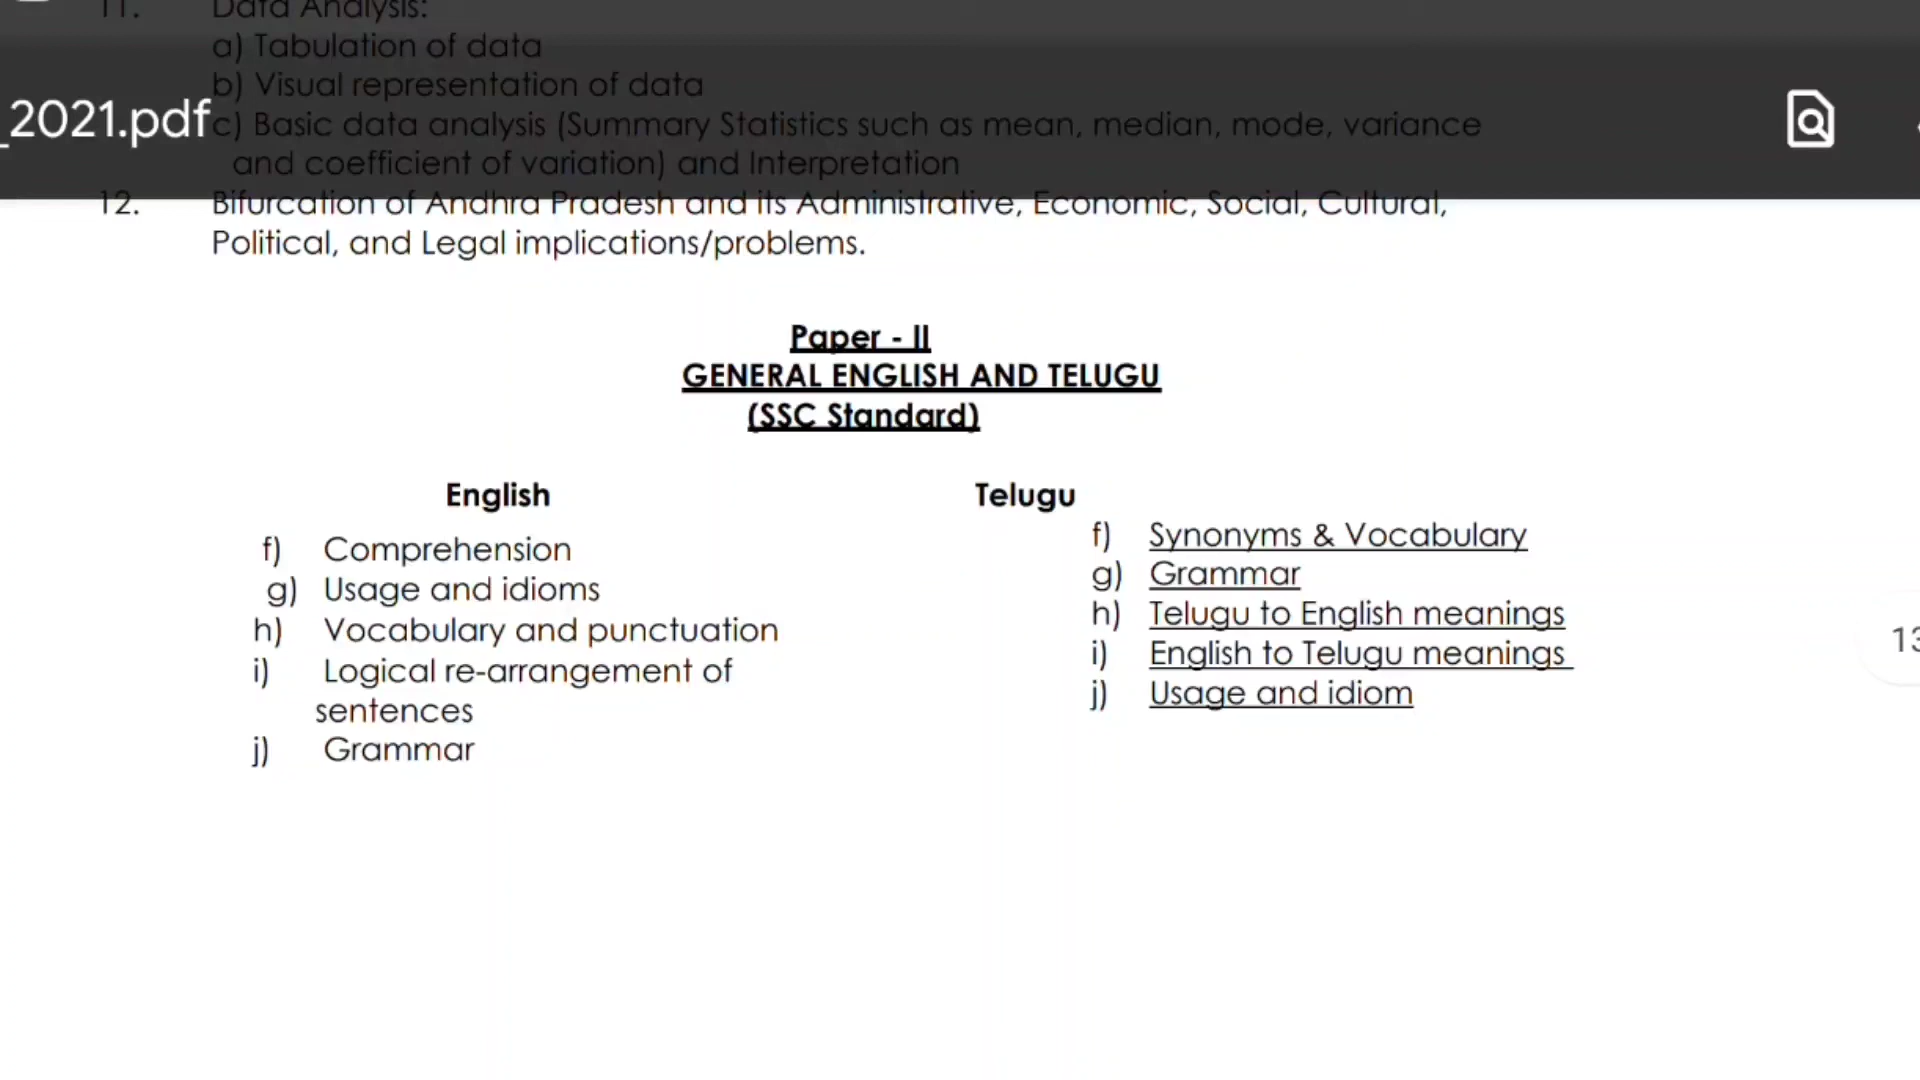 11. Data Analysis:
a) Tabulation of data
b) Visual representation of data
_2021.pdf
c) Basic data analysis (Summary Statistics such as mean, median, mode, variance
and coefficient of variation) and Interpretation
12. Bifurcation of Andhra Pradesh and its Administrative, Economic, Social, Cultural,
Political, and Legal implications/problems.
Paper - II
GENERAL ENGLISH AND TELUGU
(SSC Standard)
English
f) Comprehension
g) Usage and idioms
h) Vocabulary and punctuation
i) Logical re-arrangement of
sentences
j) Grammar
Telugu
f) Synonyms & Vocabulary
g) Grammar
h) Telugu to English meanings
i) English to Telugu meanings
j) Usage and idiom
13